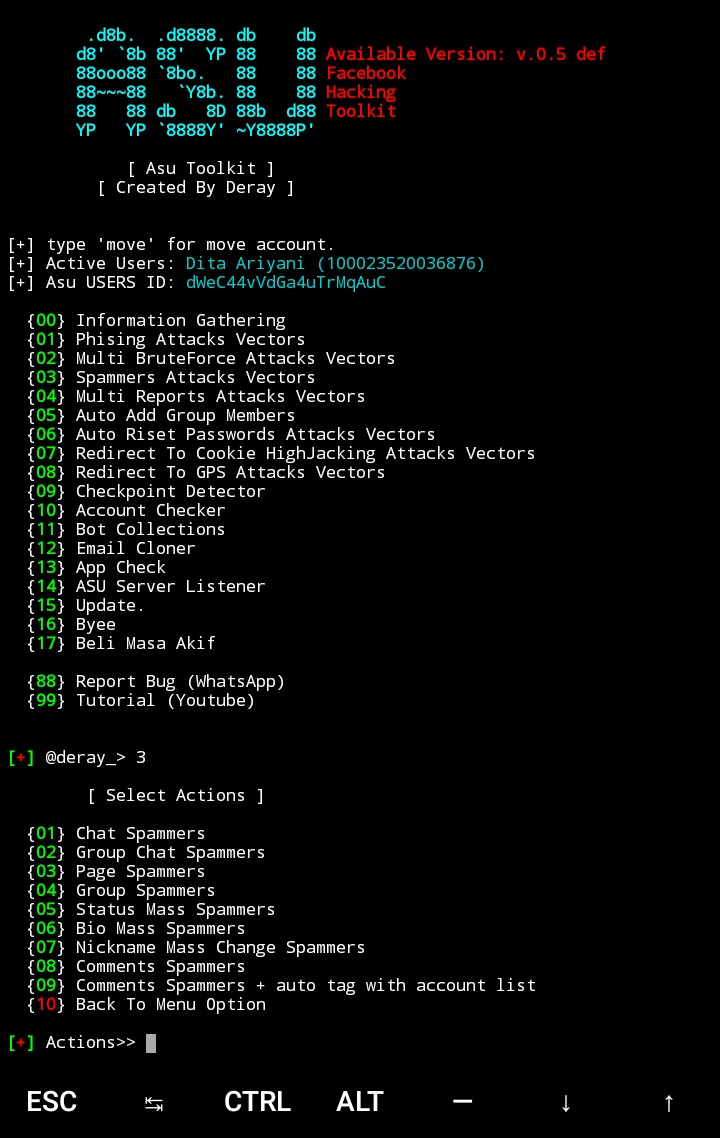 .d8b.  .d8888. db    db
d8' `8b 88'  YP 88    88 Available Version: v.0.5 def
88ooo88 `8bo.   88    88 Facebook
88~~~88   `Y8b. 88    88 Hacking
88   88 db   8D 88b  d88 Toolkit
YP   YP `8888Y' ~Y8888P'
[ Asu Toolkit ]
[ Created By Deray ]
[+] type 'move' for move account.
[+] Active Users: Dita Ariyani (100023520036876)
[+] Asu USERS ID: dWeC44vVdGa4uTrMqAuC
{00} Information Gathering
{01} Phising Attacks Vectors
{02} Multi BruteForce Attacks Vectors
{03} Spammers Attacks Vectors
{04} Multi Reports Attacks Vectors
{05} Auto Add Group Members
{06} Auto Riset Passwords Attacks Vectors
{07} Redirect To Cookie HighJacking Attacks Vectors
{08} Redirect To GPS Attacks Vectors
{09} Checkpoint Detector
{10} Account Checker
{11} Bot Collections
{12} Email Cloner
{13} App Check
{14} ASU Server Listener
{15} Update.
{16} Byee
{17} Beli Masa Akif
{88} Report Bug (WhatsApp)
{99} Tutorial (Youtube)
[+] @deray_> 3
[ Select Actions ]
{01} Chat Spammers
{02} Group Chat Spammers
{03} Page Spammers
{04} Group Spammers
{05} Status Mass Spammers
{06} Bio Mass Spammers
{07} Nickname Mass Change Spammers
{08} Comments Spammers
{09} Comments Spammers + auto tag with account list
{10} Back To Menu Option
[+] Actions>>
ESC ↹ CTRL ALT — ↓ ↑